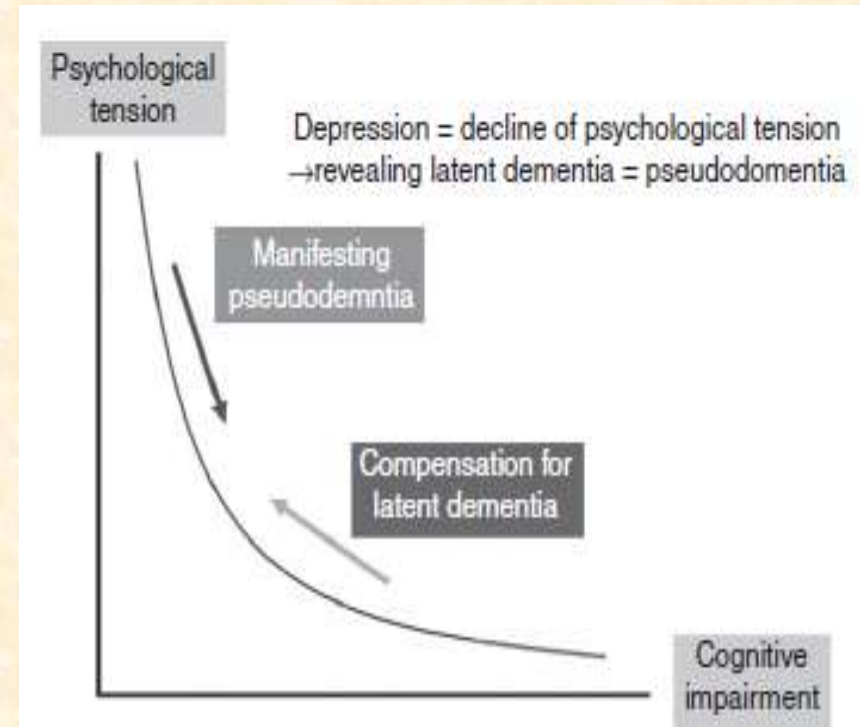 Psychological
tension
Depression = decline of psychological tension
→revealing latent dementia = pseudodomentia
Manifesting
pseudodemntia
Compensation for
latent dementia
Cognitive
impairment